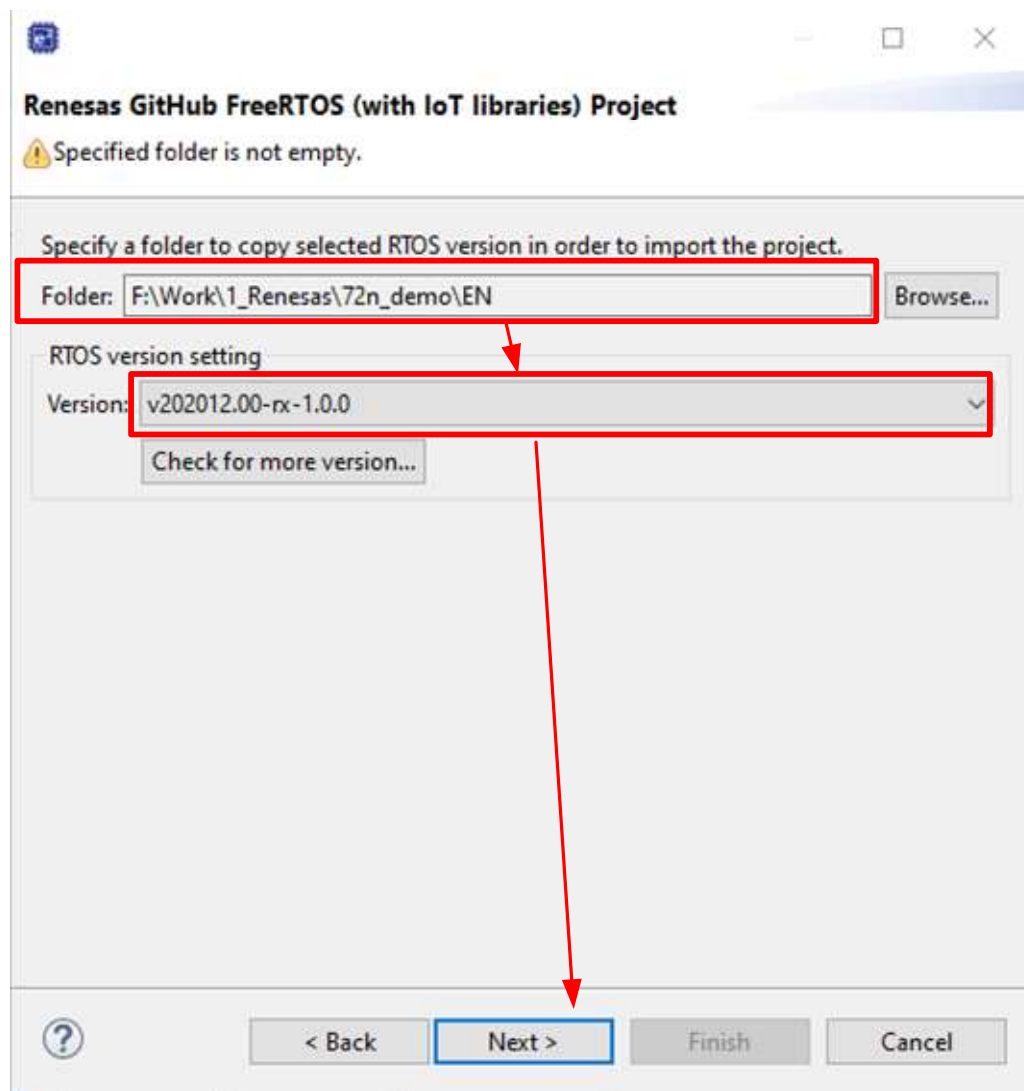 Renesas GitHub FreeRTOS (with IoT libraries) Project
Specified folder is not empty.
Specify a folder to copy selected RTOS version in order to import the project.
Folder: F:\Work\1_Renesas\72n_demo\EN Browse...
RTOS version setting
Version: v202012.00-rx-1.0.0
Check for more version...
? < Back Next > Finish Cancel